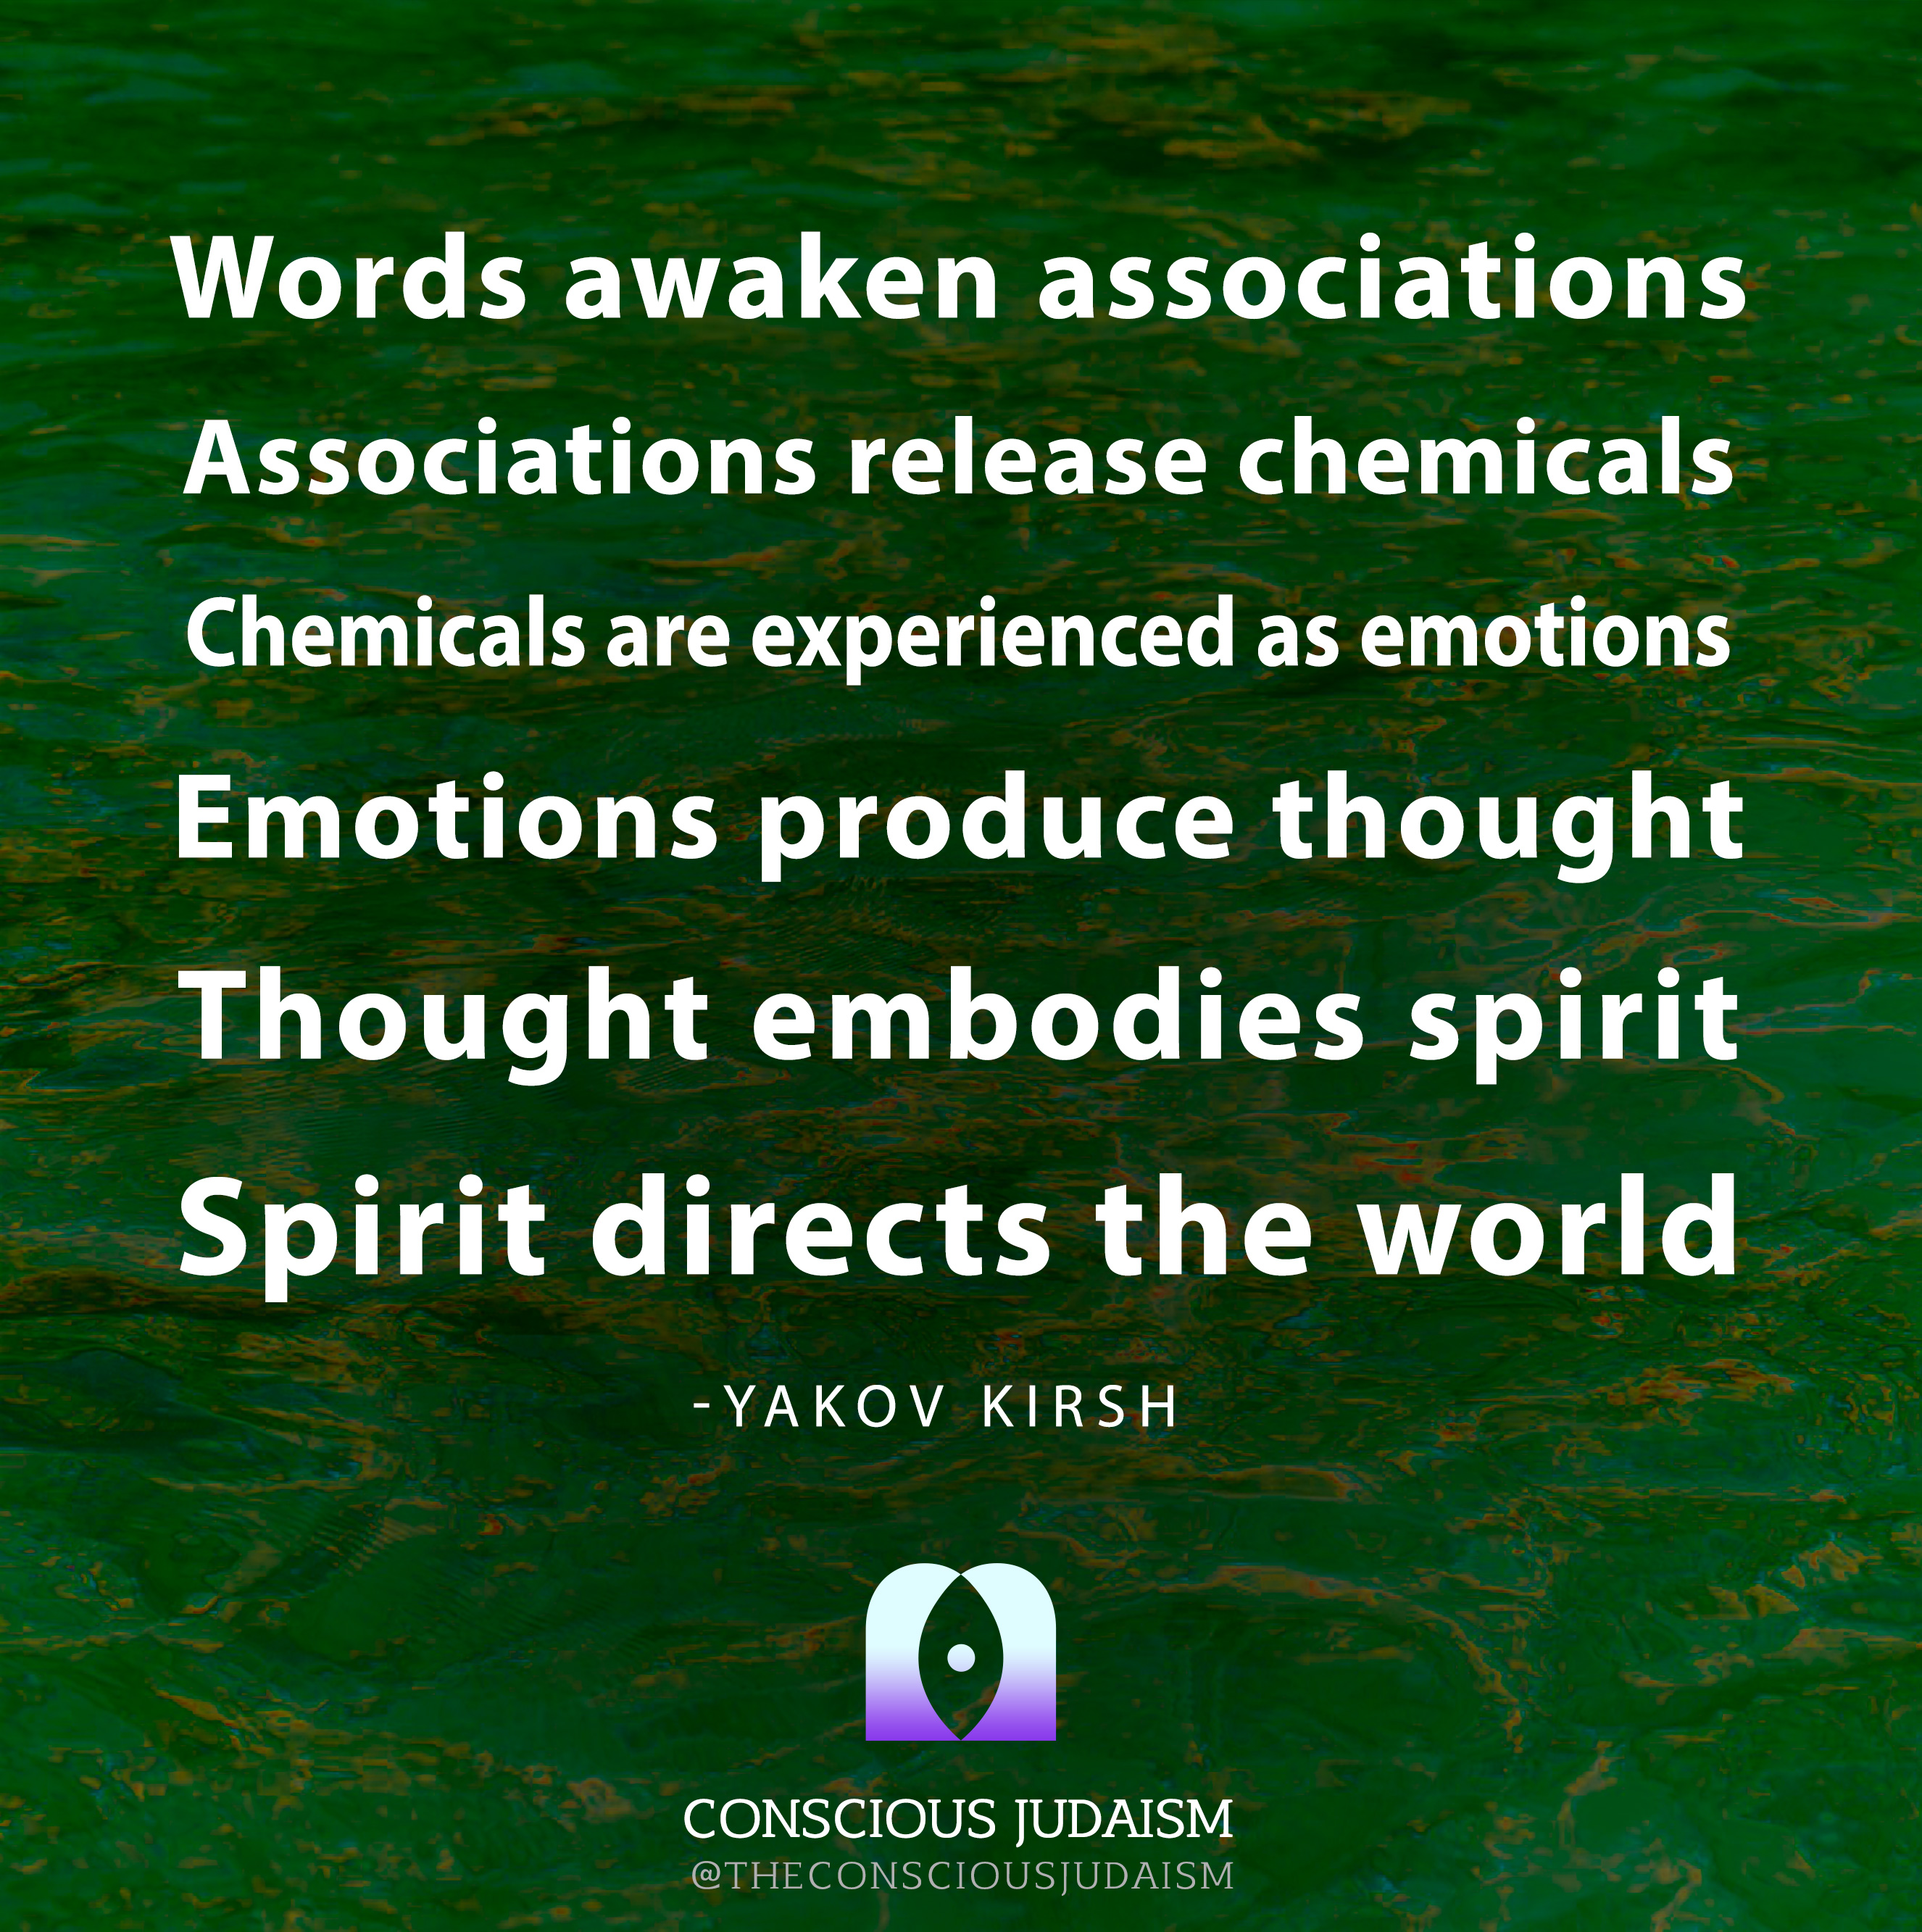 Words awaken associations
Associations release chemicals
Chemicals are experienced as emotions
Emotions produce thought
Thought embodies spirit
Spirit directs the world
-YAKOV KIRSH
CONSCIOUS JUDAISM
@THECONSCIOUSJUDAISM